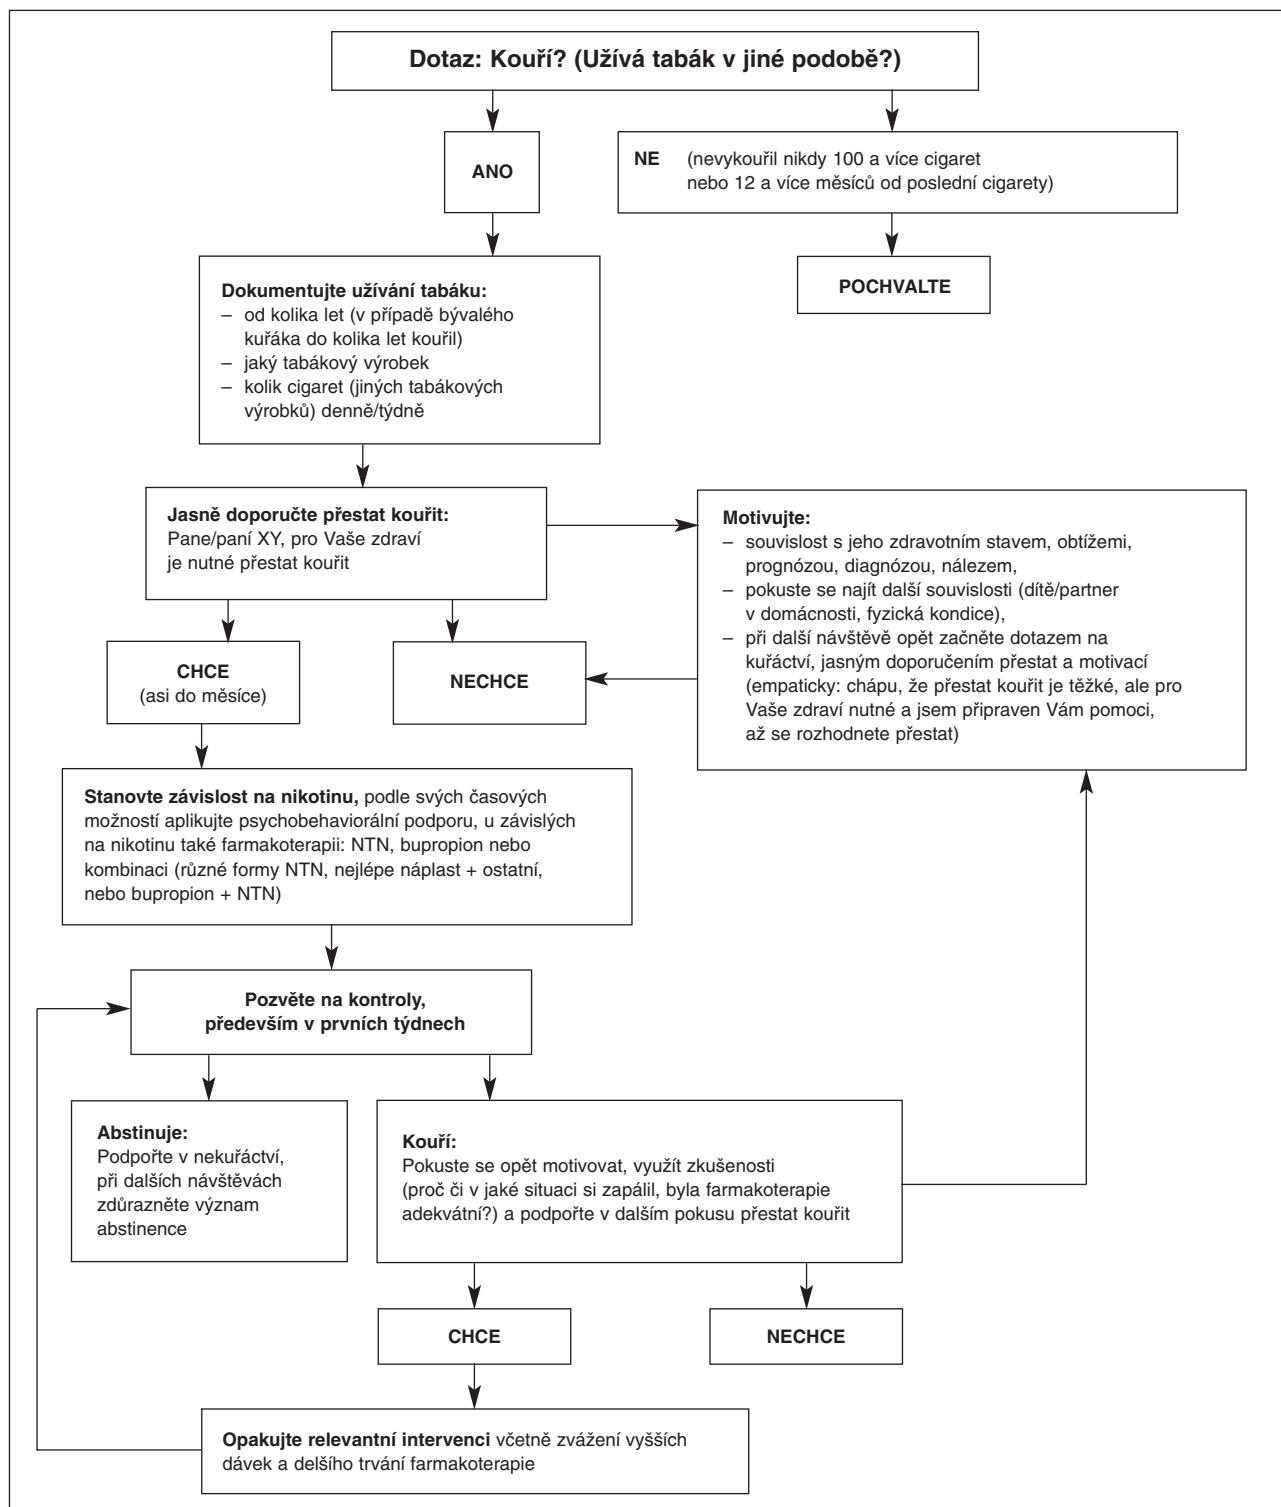 Dotaz: Kouří? (Užívá tabák v jiné podobě?)
ANO
NE (nevykouřil nikdy 100 a více cigaret
nebo 12 a více měsíců od poslední cigarety)
POCHVALTE
Dokumentujte užívání tabáku:
– od kolika let (v případě bývalého
kuřáka do kolika let kouřil)
– jaký tabákový výrobek
– kolik cigaret (jiných tabákových
výrobků) denně/týdně
Jasně doporučte přestat kouřit:
Pane/paní XY, pro Vaše zdraví
je nutné přestat kouřit
Motivujte:
– souvislost s jeho zdravotním stavem, obtížemi,
prognózou, diagnózou, nálezem,
– pokuste se najít další souvislosti (dítě/partner
v domácnosti, fyzická kondice),
– při další návštěvě opět začněte dotazem na
kuřáctví, jasným doporučením přestat a motivací
(empaticky: chápu, že přestat kouřit je těžké, ale pro
Vaše zdraví nutné a jsem připraven Vám pomoci,
až se rozhodnete přestat)
CHCE
(asi do měsíce)
NECHCE
Stanovte závislost na nikotinu, podle svých časových
možností aplikujte psychobehaviorální podporu, u závislých
na nikotinu také farmakoterapii: NTN, bupropion nebo
kombinaci (různé formy NTN, nejlépe náplast + ostatní,
nebo bupropion + NTN)
Pozvěte na kontroly,
především v prvních týdnech
Abstinuje:
Podpořte v nekuřáctví,
při dalších návštěvách
zdůrazněte význam
abstinence
Kouří:
Pokuste se opět motivovat, využít zkušenosti
(proč či v jaké situaci si zapálil, byla farmakoterapie
adekvátní?) a podpořte v dalším pokusu přestat kouřit
CHCE
NECHCE
Opakujte relevantní intervenci včetně zvážení vyšších
dávek a delšího trvání farmakoterapie